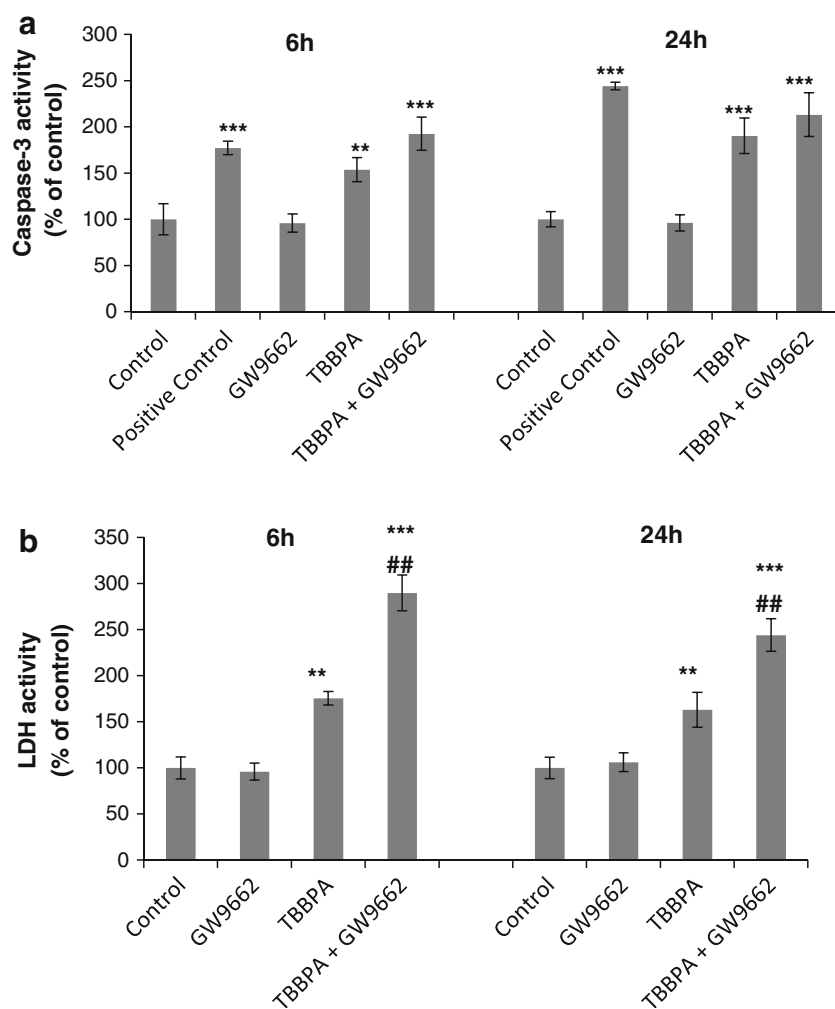 a
300
250
200
150
100
50
0
Caspase-3 activity
(% of control)
6h
24h
***
**
***
***
***
***
Control
Positive Control
GW9662
TBBPA
TBBPA + GW9662
Control
Positive Control
GW9662
TBBPA
TBBPA + GW9662
b
350
300
250
200
150
100
50
0
LDH activity
(% of control)
6h
24h
**
***
##
**
***
##
Control
GW9662
TBBPA
TBBPA + GW9662
Control
GW9662
TBBPA
TBBPA + GW9662